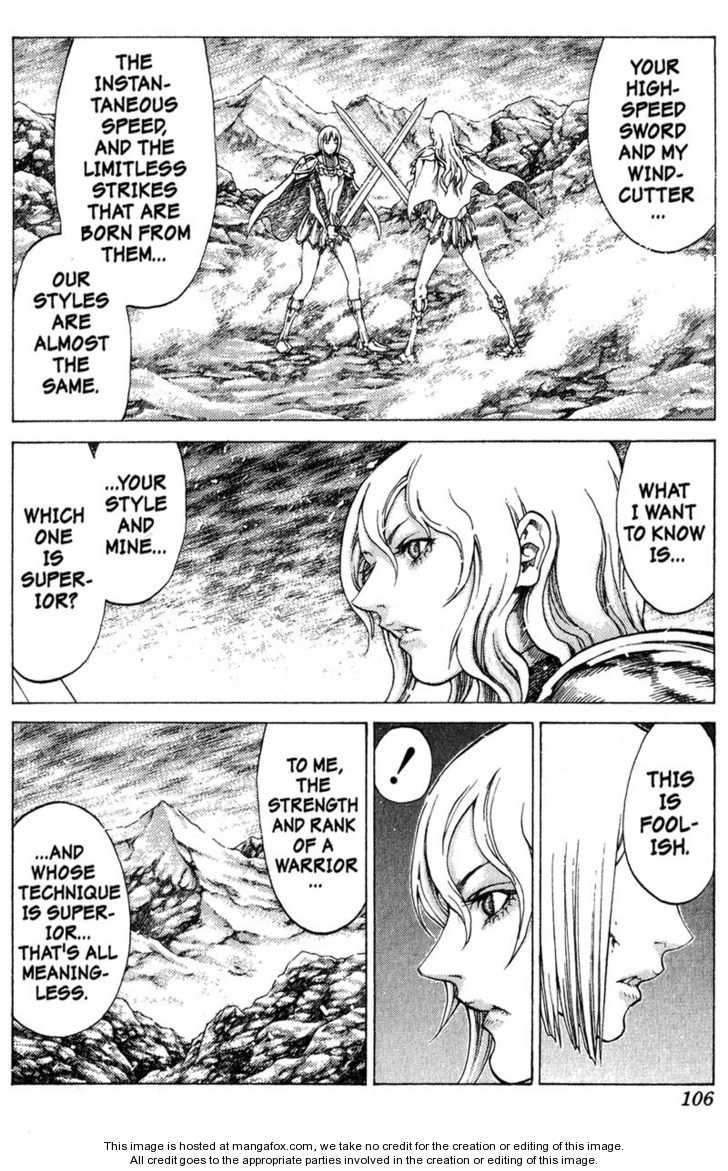 YOUR
HIGH-
SPEED
SWORD
AND MY
WIND-
CUTTER
...
THE
INSTAN-
TANEOUS
SPEED,
AND THE
LIMITLESS
STRIKES
THAT ARE
BORN FROM
THEM...
OUR
STYLES
ARE
ALMOST
THE
SAME.
WHAT
I WANT
TO KNOW
IS...
...YOUR
STYLE
AND
MINE...
WHICH
ONE
IS
SUPER-
IOR?
THIS
IS
FOOL-
ISH.
!
TO ME,
THE
STRENGTH
AND RANK
OF A
WARRIOR
...
...AND
WHOSE
TECHNIQUE
IS SUPER-
IOR...
THAT'S ALL
MEANING-
LESS.
106
This image is hosted at mangafox.com, we take no credit for the creation or editing of this image.
All credit goes to the appropriate parties involved in the creation or editing of this image.